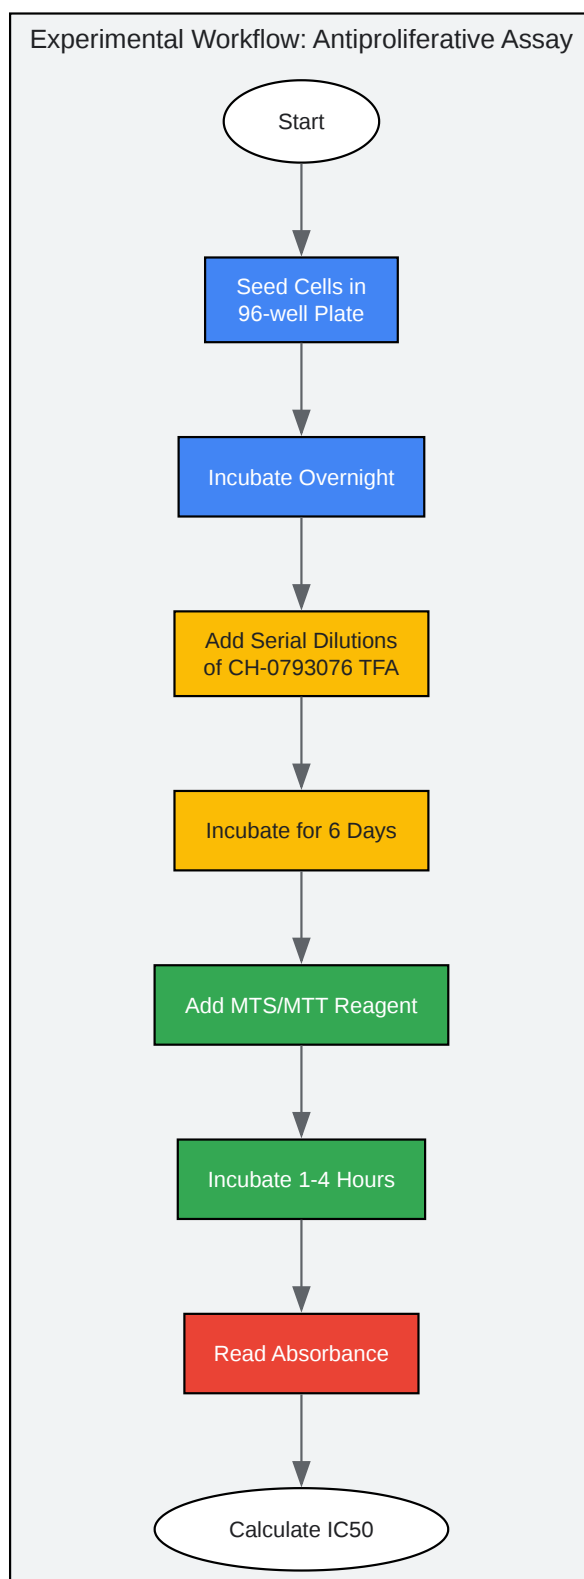 Experimental Workflow: Antiproliferative Assay
Start
Seed Cells in
96-well Plate
Incubate Overnight
Add Serial Dilutions
of CH-0793076 TFA
Incubate for 6 Days
Add MTS/MTT Reagent
Incubate 1-4 Hours
Read Absorbance
Calculate IC50